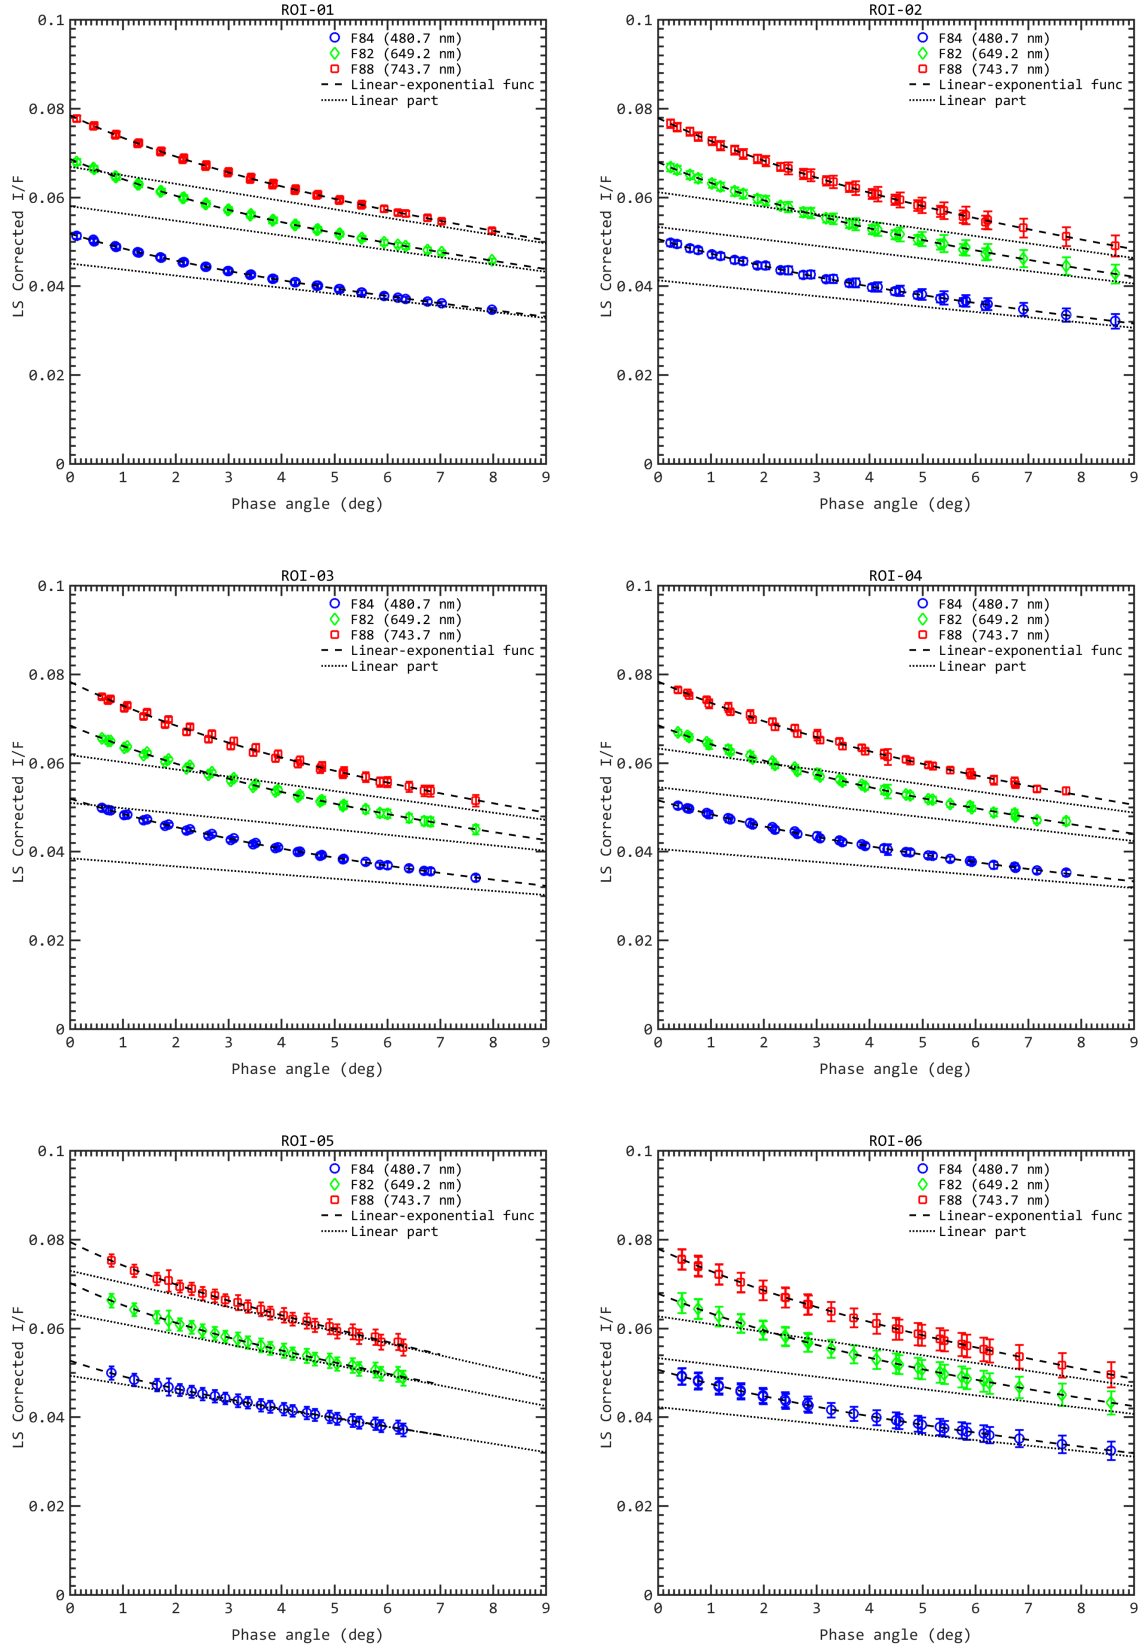 ROI-01
F84 (480.7 nm)
F82 (649.2 nm)
F88 (743.7 nm)
Linear-exponential func
Linear part
0.1
0.08
0.06
0.04
0.02
0
LS Corrected I/F
0 1 2 3 4 5 6 7 8 9
Phase angle (deg)
ROI-02
F84 (480.7 nm)
F82 (649.2 nm)
F88 (743.7 nm)
Linear-exponential func
Linear part
0.1
0.08
0.06
0.04
0.02
0
LS Corrected I/F
0 1 2 3 4 5 6 7 8 9
Phase angle (deg)
ROI-03
F84 (480.7 nm)
F82 (649.2 nm)
F88 (743.7 nm)
Linear-exponential func
Linear part
0.1
0.08
0.06
0.04
0.02
0
LS Corrected I/F
0 1 2 3 4 5 6 7 8 9
Phase angle (deg)
ROI-04
F84 (480.7 nm)
F82 (649.2 nm)
F88 (743.7 nm)
Linear-exponential func
Linear part
0.1
0.08
0.06
0.04
0.02
0
LS Corrected I/F
0 1 2 3 4 5 6 7 8 9
Phase angle (deg)
ROI-05
F84 (480.7 nm)
F82 (649.2 nm)
F88 (743.7 nm)
Linear-exponential func
Linear part
0.1
0.08
0.06
0.04
0.02
0
LS Corrected I/F
0 1 2 3 4 5 6 7 8 9
Phase angle (deg)
ROI-06
F84 (480.7 nm)
F82 (649.2 nm)
F88 (743.7 nm)
Linear-exponential func
Linear part
0.1
0.08
0.06
0.04
0.02
0
LS Corrected I/F
0 1 2 3 4 5 6 7 8 9
Phase angle (deg)